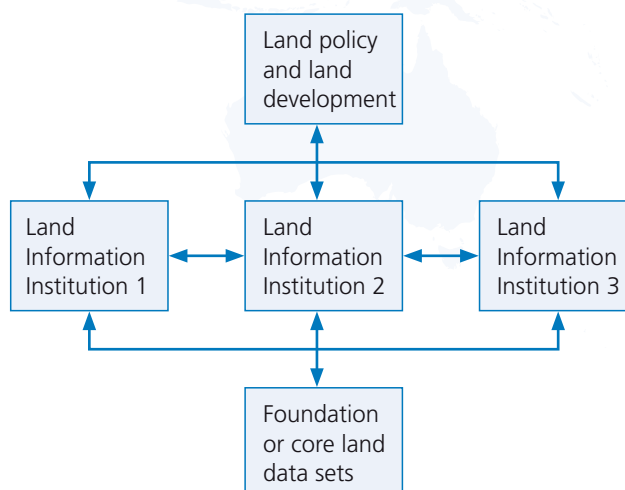 Land policy
and land
development
Land
Information
Institution 1
Land
Information
Institution 2
Land
Information
Institution 3
Foundation
or core land
data sets